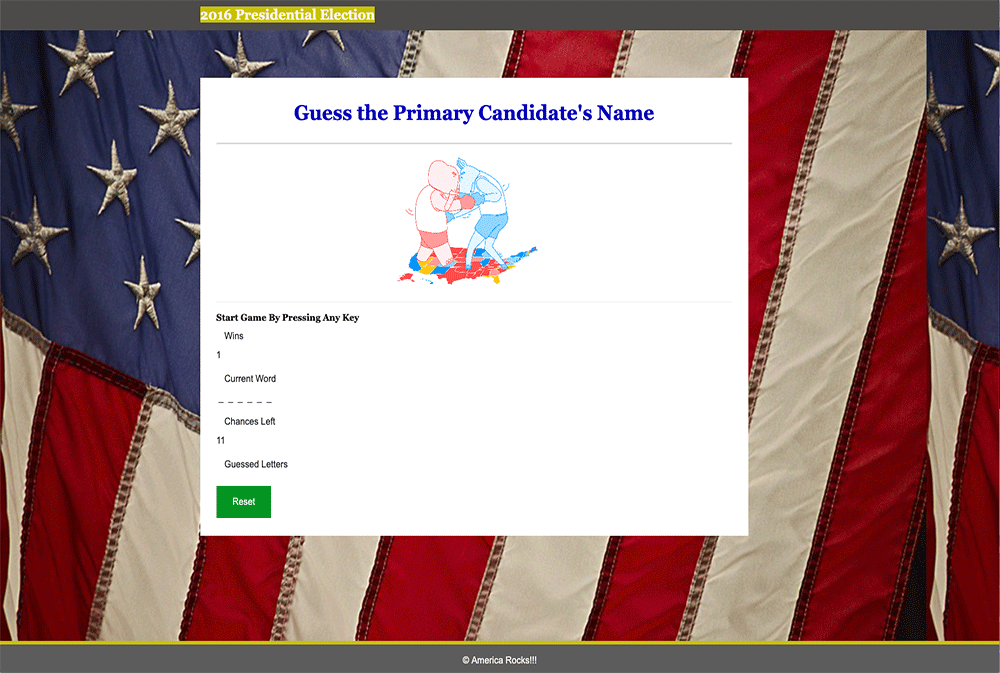 2016 Presidential Election
Guess the Primary Candidate's Name
Start Game By Pressing Any Key
Wins
1
Current Word
_ _ _ _ _ _
Chances Left
11
Guessed Letters
Reset
© America Rocks!!!